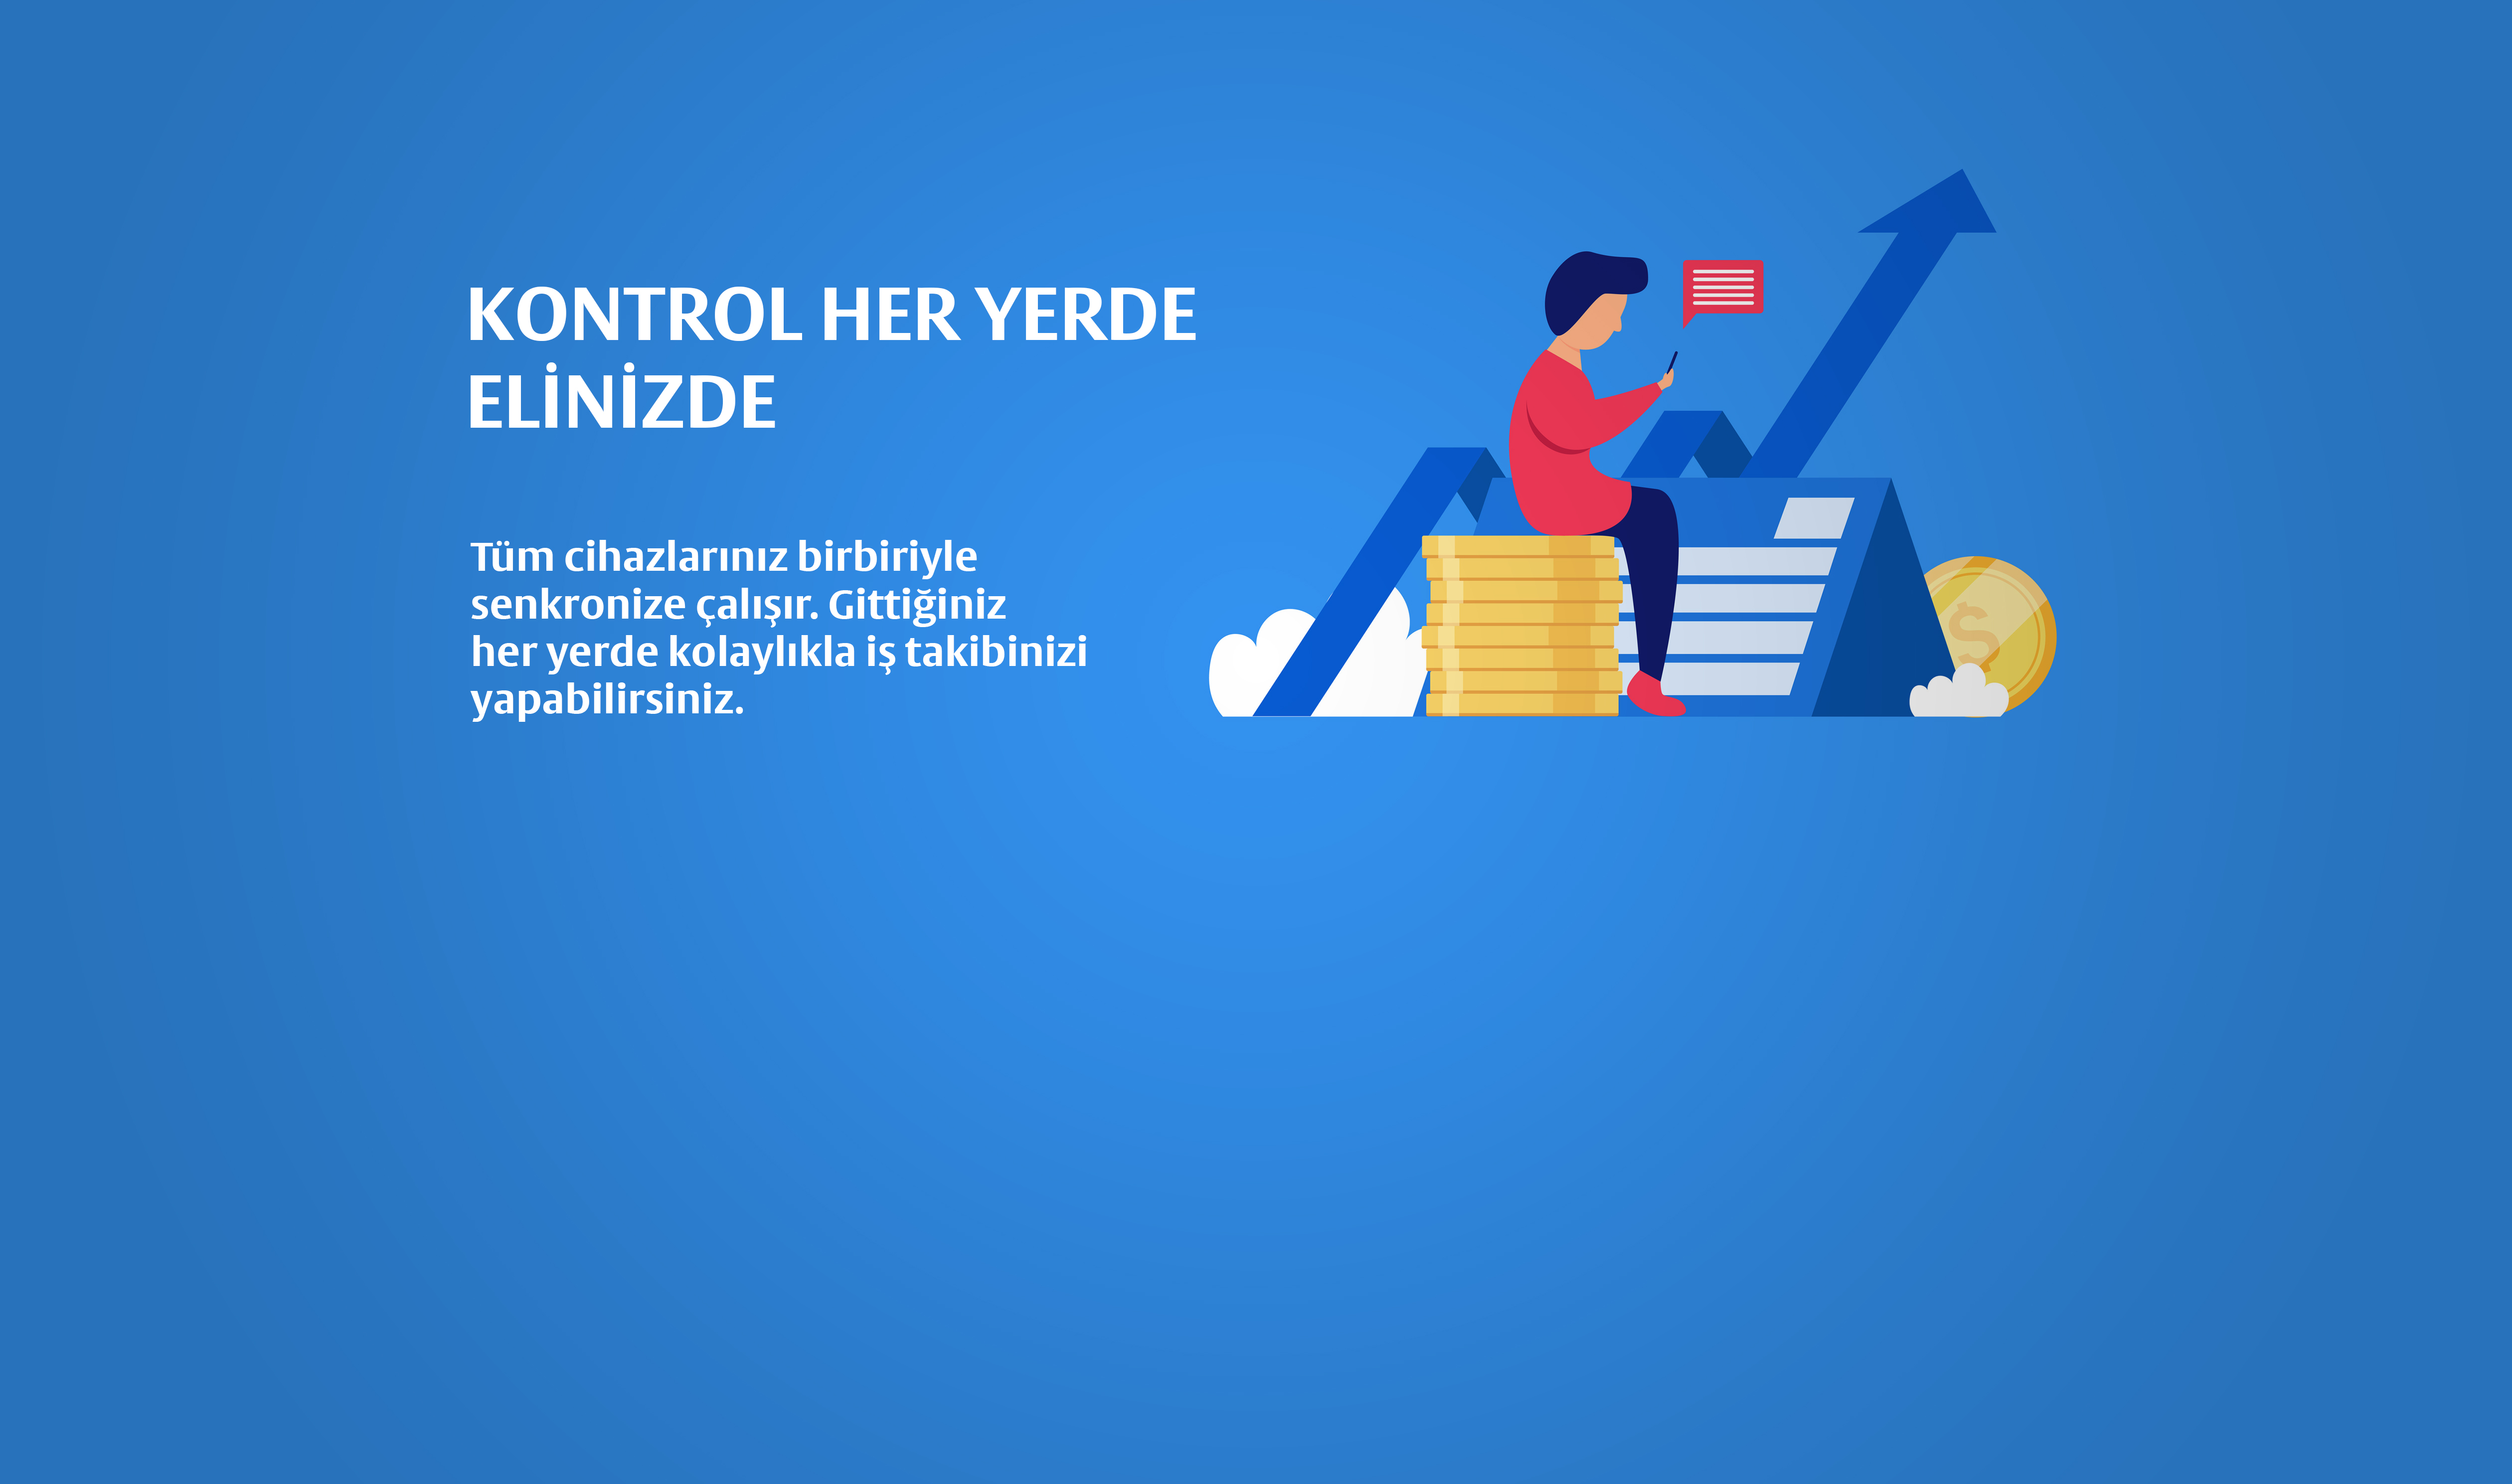 KONTROL HER YERDE
ELİNİZDE
Tüm cihazlarınız birbiriyle
senkronize çalışır. Gittiğiniz
her yerde kolaylıkla iş takibinizi
yapabilirsiniz.
$